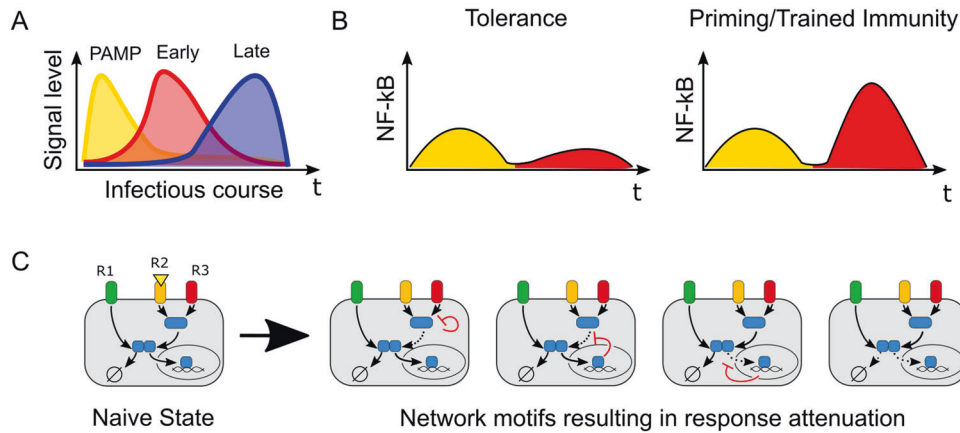 A
PAMP Early Late
Signal level
Infectious course t
B
Tolerance
NF-kB
t
Priming/Trained Immunity
NF-kB
t
C
R1 R2 R3
Naive State
Network motifs resulting in response attenuation